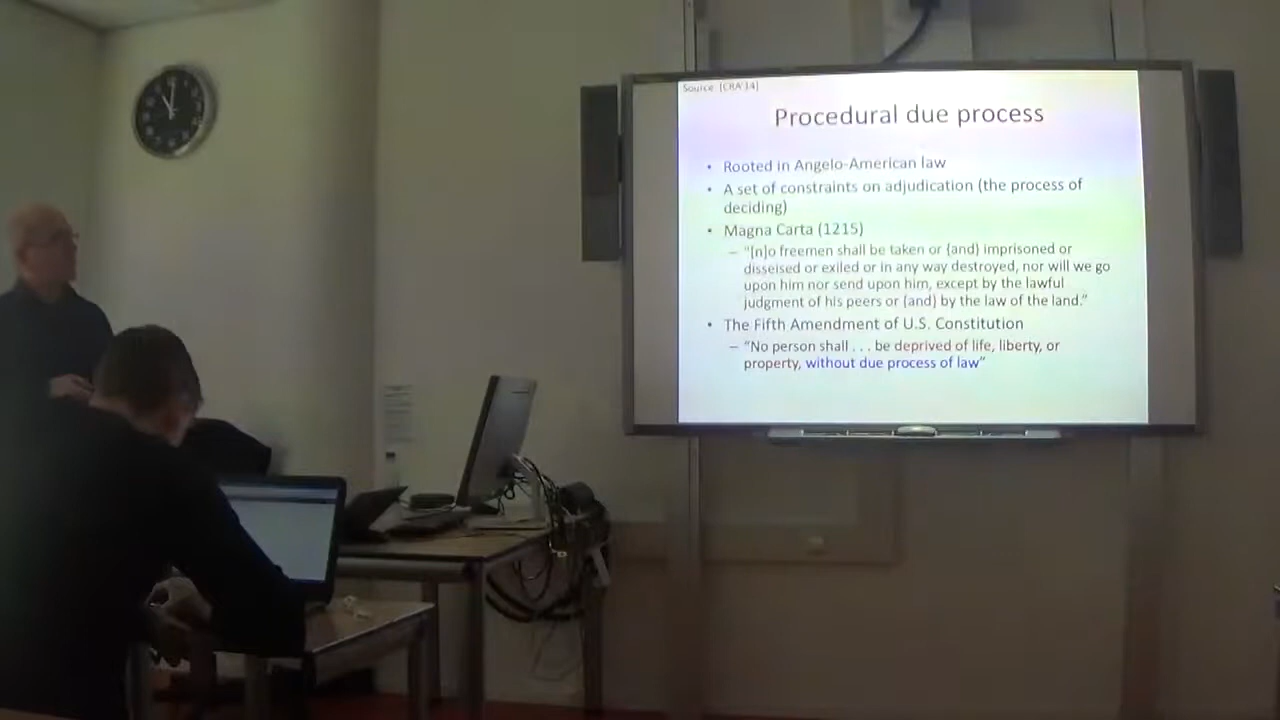 Source: [CRA'14]
Procedural due process
• Rooted in Angelo-American law
• A set of constraints on adjudication (the process of
deciding)
• Magna Carta (1215)
– "[n]o freemen shall be taken or (and) imprisoned or
disseised or exiled or in any way destroyed, nor will we go
upon him nor send upon him, except by the lawful
judgment of his peers or (and) by the law of the land."
• The Fifth Amendment of U.S. Constitution
– "No person shall . . . be deprived of life, liberty, or
property, without due process of law"